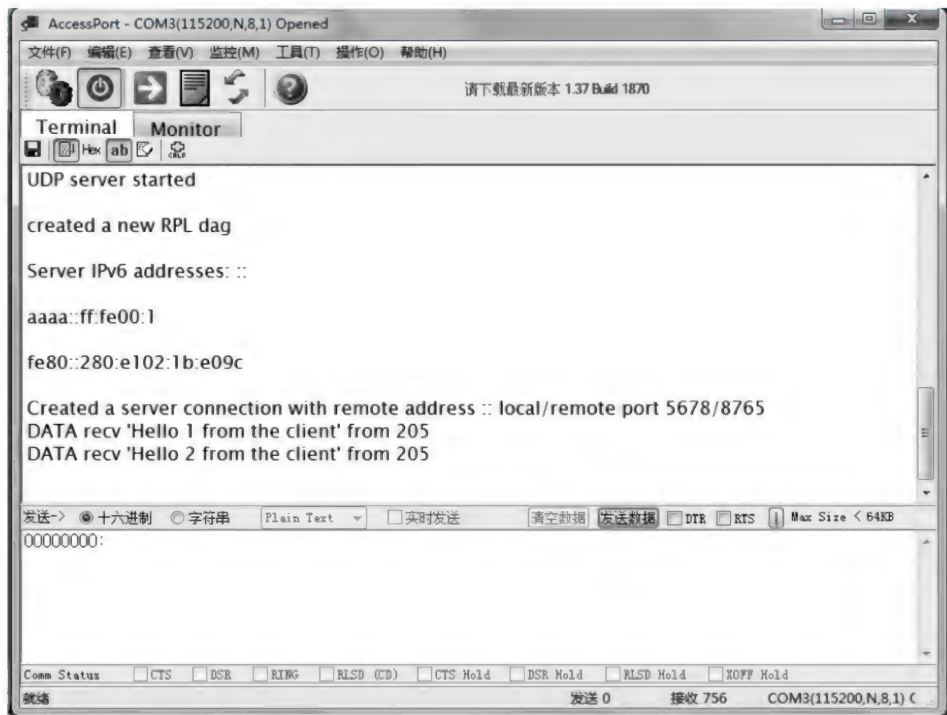 AccessPort - COM3(115200,N,8,1) Opened
文件(F) 编辑(E) 查看(V) 监控(M) 工具(T) 操作(O) 帮助(H)
请下载最新版本 1.37 Build 1870
Terminal Monitor
Hex ab
UDP server started
created a new RPL dag
Server IPv6 addresses: ::
aaaa::ff:fe00:1
fe80::280:e102:1b:e09c
Created a server connection with remote address :: local/remote port 5678/8765
DATA recv 'Hello 1 from the client' from 205
DATA recv 'Hello 2 from the client' from 205
发送-> 十六进制 字符串 Plain Text 实时发送 清空数据 发送数据 DTR RTS Max Size < 64KB
00000000:
Comm Status CTS DSR RING RLSD (CD) CTS Hold DSR Hold RLSD Hold XOFF Hold
就绪 发送 0 接收 756 COM3(115200,N,8,1) C